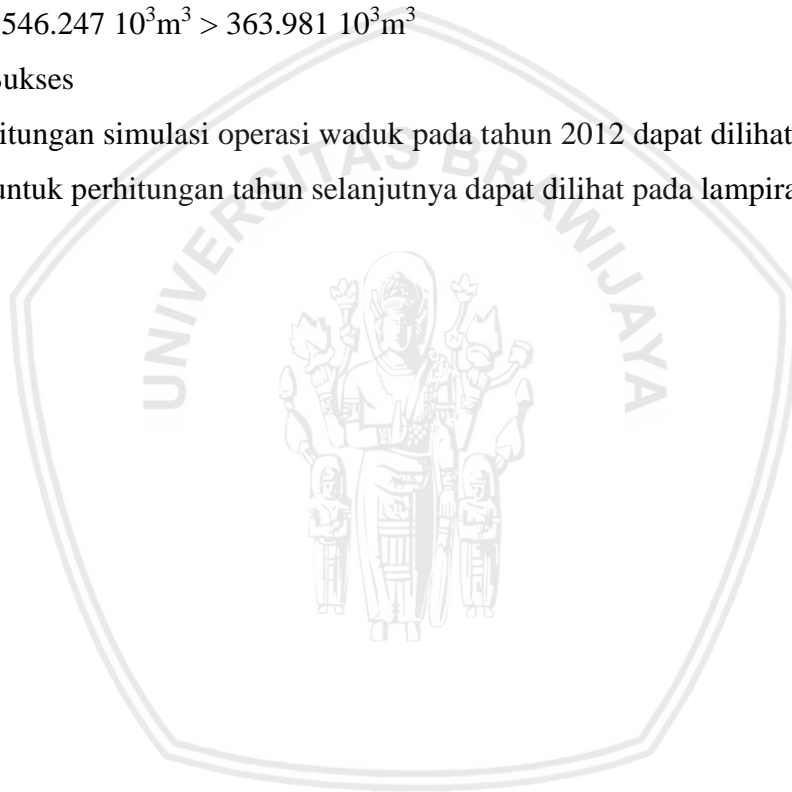 546.247 10³m³ > 363.981 10³m³
Sukses
itungan simulasi operasi waduk pada tahun 2012 dapat dilihat
untuk perhitungan tahun selanjutnya dapat dilihat pada lampira
UNIVERSITAS BRAWIJAYA